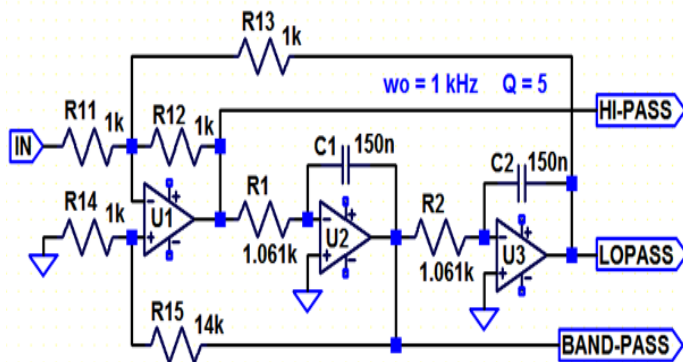 R13
1k
wo = 1 kHz Q = 5
HI-PASS
R11
1k
R12
1k
C1
150n
C2
150n
IN
R14
1k
U1
+
-
+
-
R1
1.061k
U2
+
-
+
-
R2
1.061k
U3
+
-
+
-
LOPASS
R15
14k
BAND-PASS